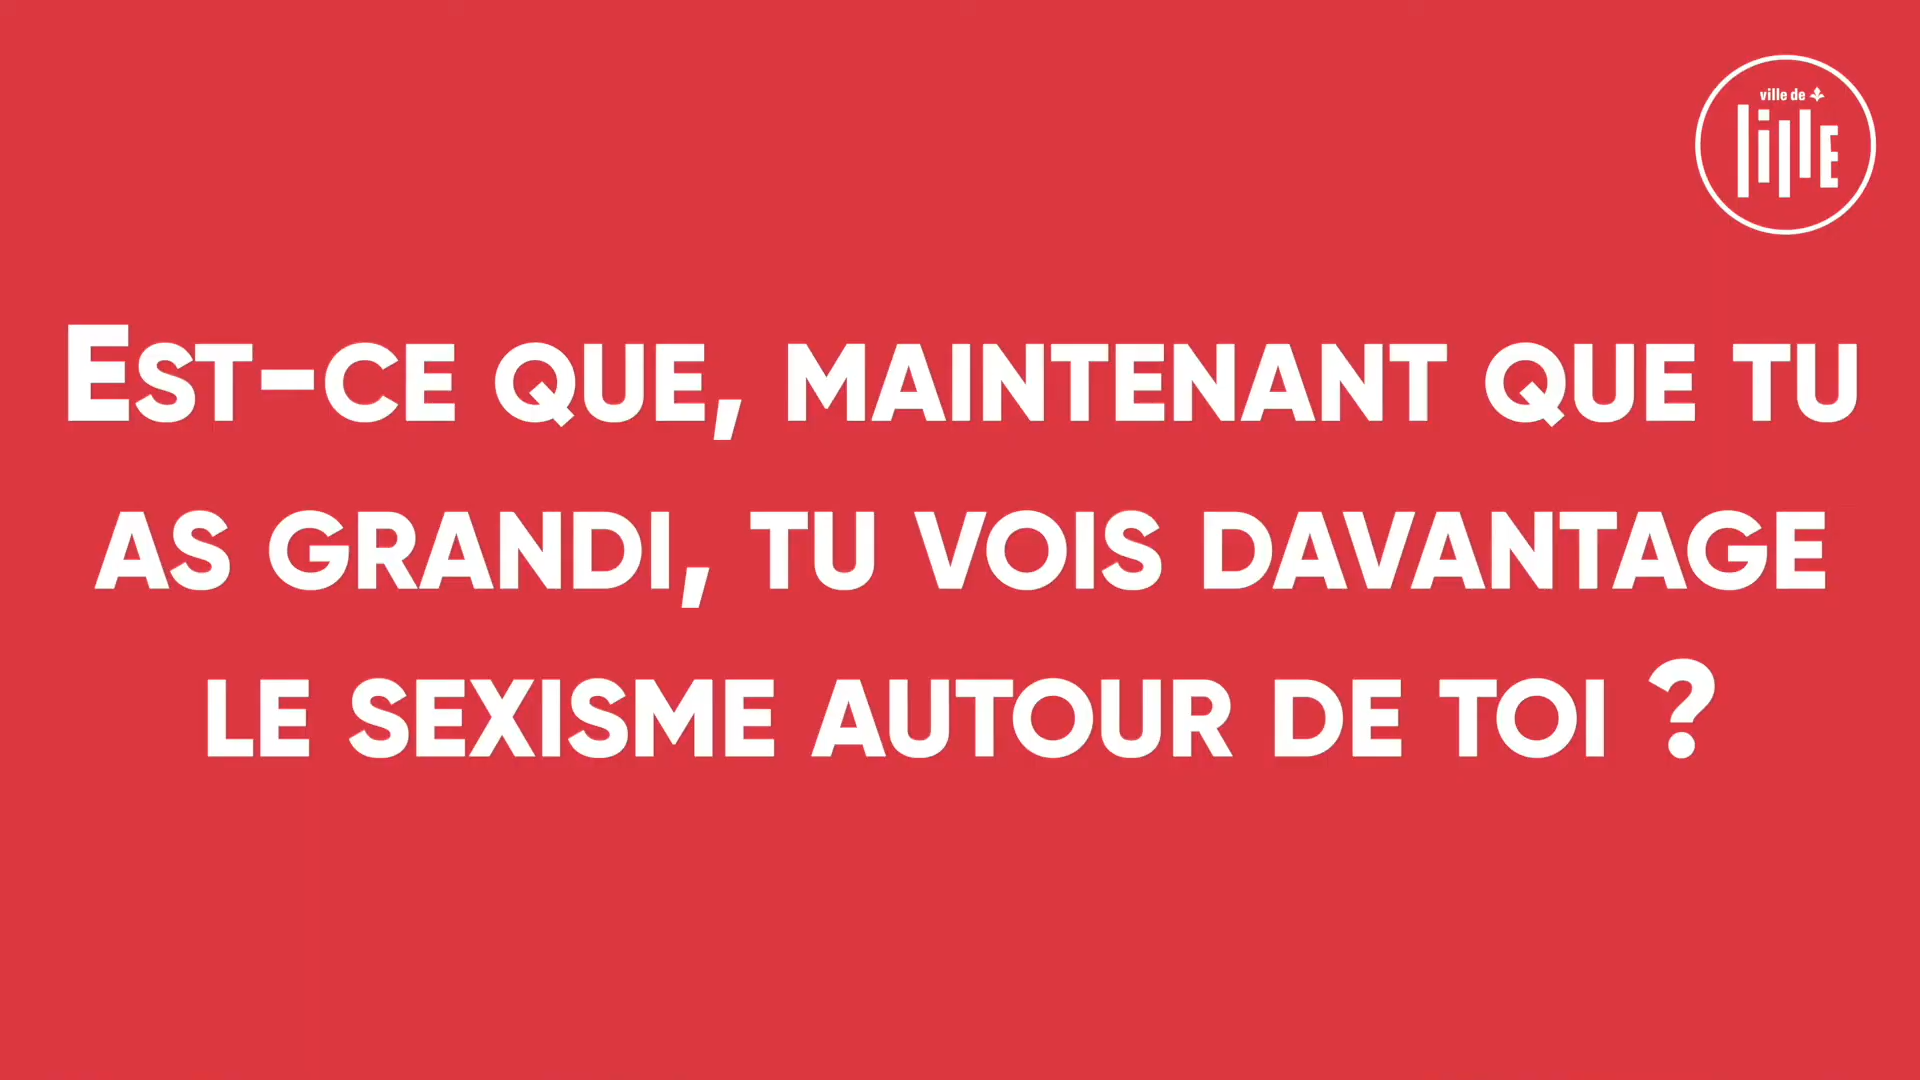 ville de
lille
Est-ce que, maintenant que tu
as grandi, tu vois davantage
le sexisme autour de toi ?